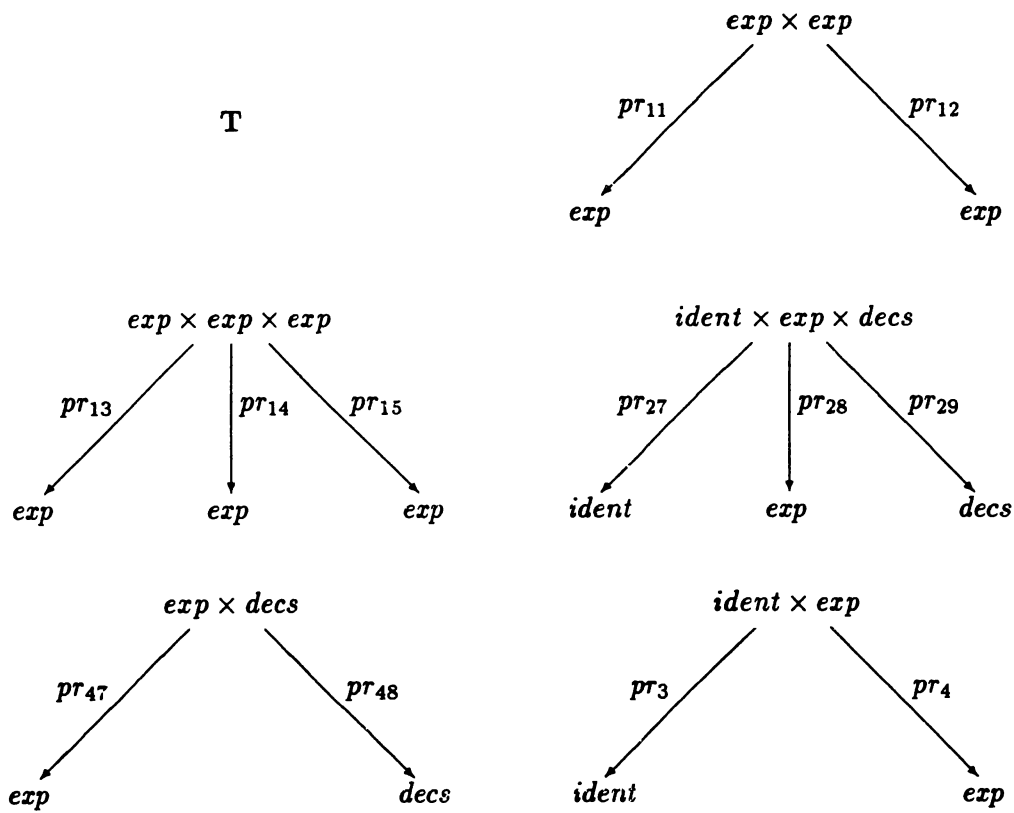 exp × exp
T
pr11 pr12
exp exp
exp × exp × exp ident × exp × decs
pr13 pr14 pr15 pr27 pr28 pr29
exp exp exp ident exp decs
exp × decs ident × exp
pr47 pr48 pr3 pr4
exp decs ident exp